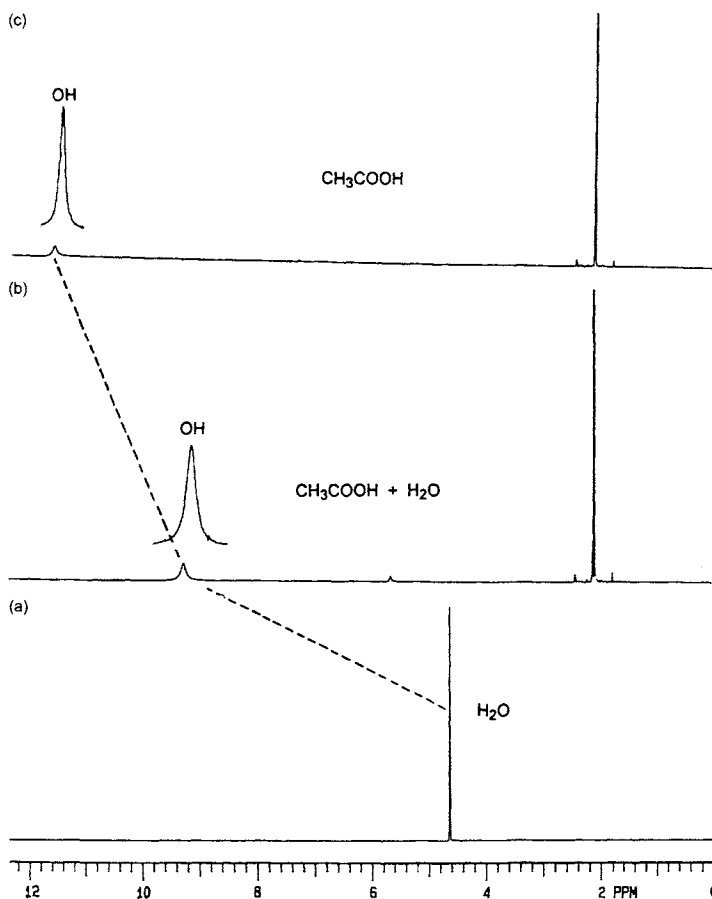 (c)
OH
CH₃COOH
(b)
OH
CH₃COOH + H₂O
(a)
H₂O
12 10 8 6 4 2 PPM